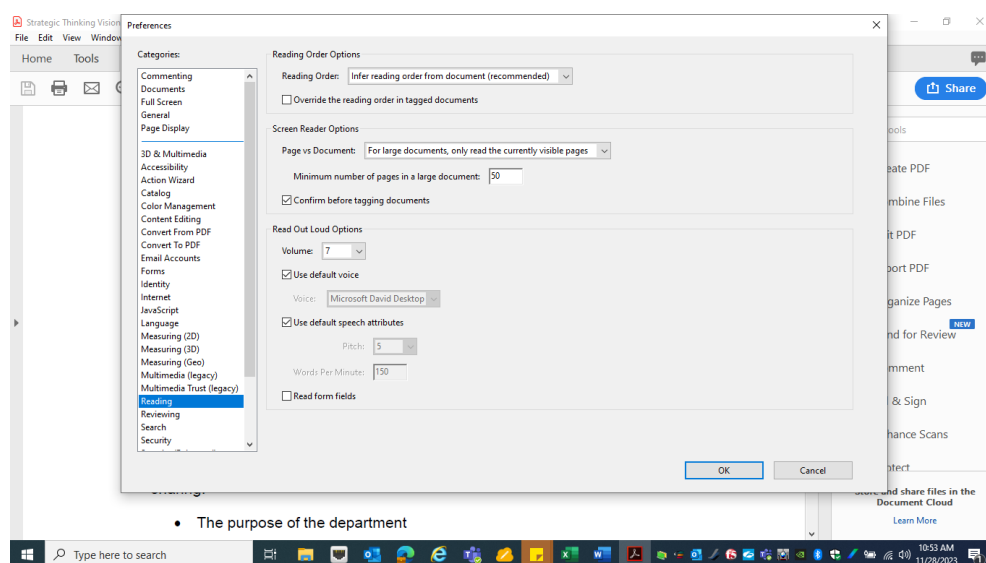 Strategic Thinking Vision
Preferences
File Edit View Window
Home Tools
Share
Categories:
Commenting
Documents
Full Screen
General
Page Display
3D & Multimedia
Accessibility
Action Wizard
Catalog
Color Management
Content Editing
Convert From PDF
Convert To PDF
Email Accounts
Forms
Identity
Internet
JavaScript
Language
Measuring (2D)
Measuring (3D)
Measuring (Geo)
Multimedia (legacy)
Multimedia Trust (legacy)
Reading
Reviewing
Search
Security
Reading Order Options
Reading Order: Infer reading order from document (recommended)
Override the reading order in tagged documents
Screen Reader Options
Page vs Document: For large documents, only read the currently visible pages
Minimum number of pages in a large document: 50
Confirm before tagging documents
Read Out Loud Options
Volume: 7
Use default voice
Voice: Microsoft David Desktop
Use default speech attributes
Pitch: 5
Words Per Minute: 150
Read form fields
OK Cancel
ools
eate PDF
mbine Files
it PDF
port PDF
ganize Pages
NEW
nd for Review
mment
& Sign
hance Scans
otect
Store and share files in the
Document Cloud
Learn More
• The purpose of the department
Type here to search
10:53 AM
11/28/2023